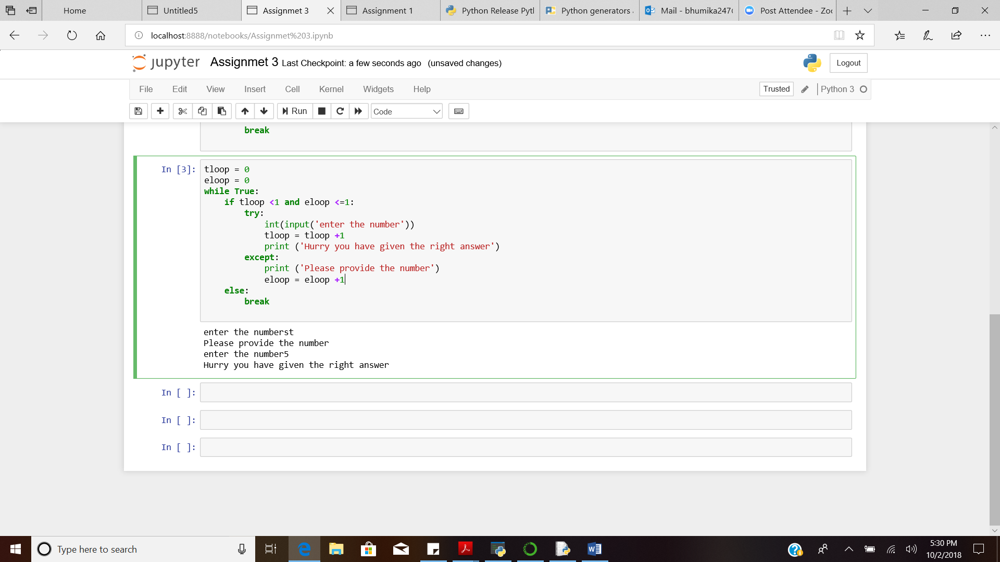 Home
Untitled5
Assignmet 3
Assignment 1
Python Release Pytl
Python generators
Mail - bhumika247(
Post Attendee - Zoo
localhost:8888/notebooks/Assignmet%203.ipynb
jupyter Assignmet 3 Last Checkpoint: a few seconds ago (unsaved changes)
Logout
File Edit View Insert Cell Kernel Widgets Help
Trusted
Python 3
Run
Code
break
In [3]: tloop = 0
eloop = 0
while True:
if tloop <1 and eloop <=1:
try:
int(input('enter the number'))
tloop = tloop +1
print ('Hurry you have given the right answer')
except:
print ('Please provide the number')
eloop = eloop +1
else:
break
enter the numberst
Please provide the number
enter the number5
Hurry you have given the right answer
In [ ]:
In [ ]:
In [ ]:
Type here to search
5:30 PM
10/2/2018